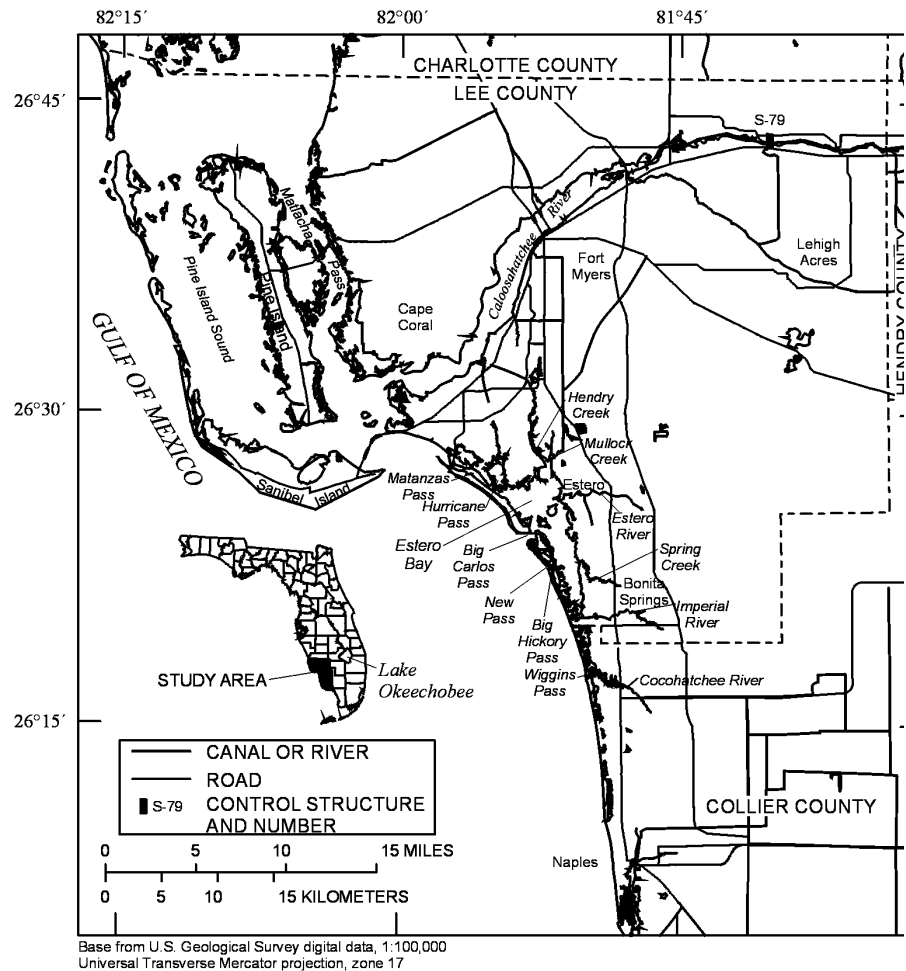 82°15´
82°00´
81°45´
CHARLOTTE COUNTY
LEE COUNTY
26°45´
S-79
Matlacha
Pass
River
Caloosahatchee
Fort
Myers
Lehigh
Acres
HENDRY COUNTY
Pine Island Sound
Pine Island
Cape
Coral
GULF OF MEXICO
26°30´
Hendry
Creek
Mullock
Creek
Sanibel Island
Matanzas
Pass
Hurricane
Pass
Estero
Estero
River
Estero
Bay
Big
Carlos
Pass
Spring
Creek
New
Pass
Bonita
Springs
Imperial
River
Big
Hickory
Pass
Wiggins
Pass
Cocohatchee River
STUDY AREA
Lake
Okeechobee
26°15´
CANAL OR RIVER
ROAD
S-79 CONTROL STRUCTURE
AND NUMBER
COLLIER COUNTY
0 5 10 15 MILES
0 5 10 15 KILOMETERS
Naples
Base from U.S. Geological Survey digital data, 1:100,000
Universal Transverse Mercator projection, zone 17